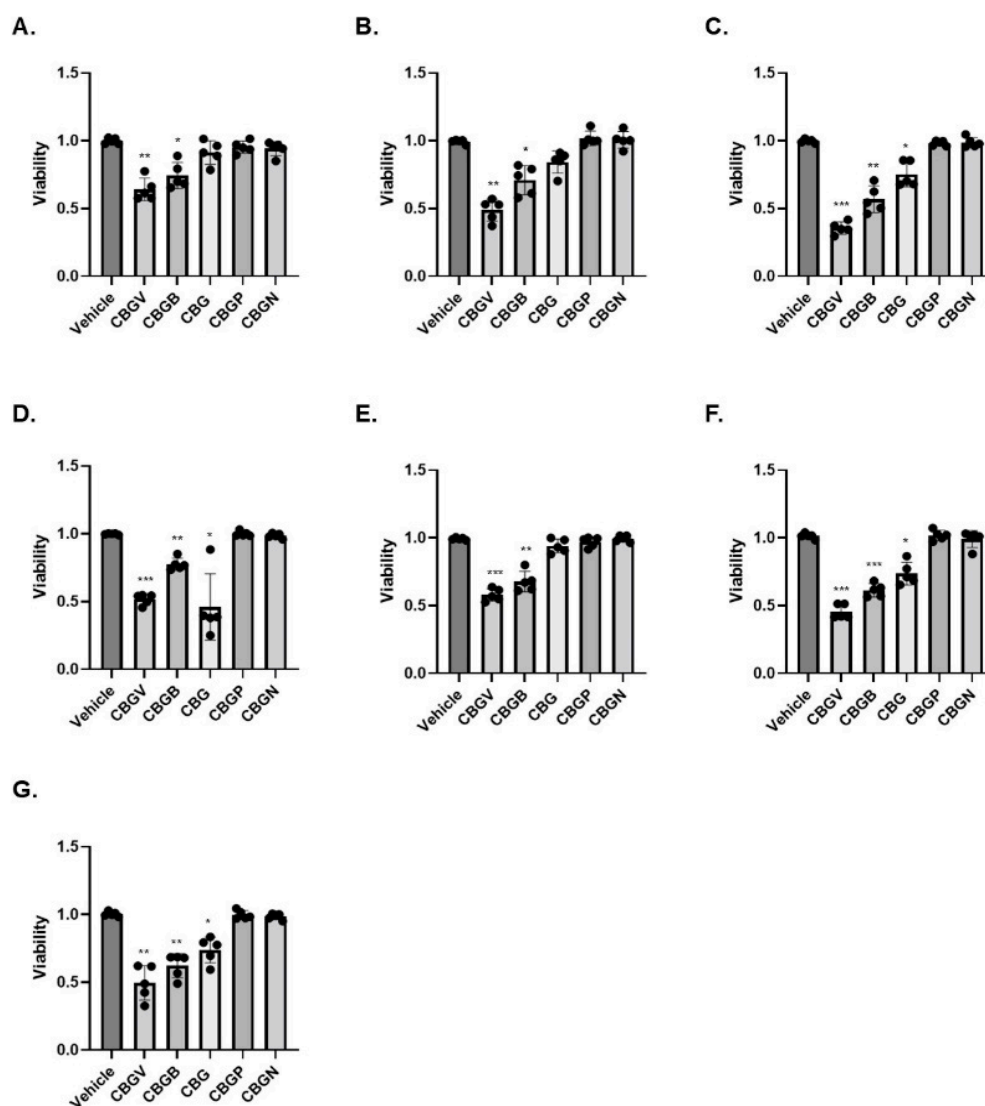 A.
Viability
1.5
1.0
0.5
0.0
**
*
Vehicle
CBGV
CBGB
CBG
CBGP
CBGN
B.
Viability
1.5
1.0
0.5
0.0
**
*
Vehicle
CBGV
CBGB
CBG
CBGP
CBGN
C.
Viability
1.5
1.0
0.5
0.0
***
**
*
Vehicle
CBGV
CBGB
CBG
CBGP
CBGN
D.
Viability
1.5
1.0
0.5
0.0
***
**
*
Vehicle
CBGV
CBGB
CBG
CBGP
CBGN
E.
Viability
1.5
1.0
0.5
0.0
***
**
Vehicle
CBGV
CBGB
CBG
CBGP
CBGN
F.
Viability
1.5
1.0
0.5
0.0
***
***
*
Vehicle
CBGV
CBGB
CBG
CBGP
CBGN
G.
Viability
1.5
1.0
0.5
0.0
**
**
*
Vehicle
CBGV
CBGB
CBG
CBGP
CBGN